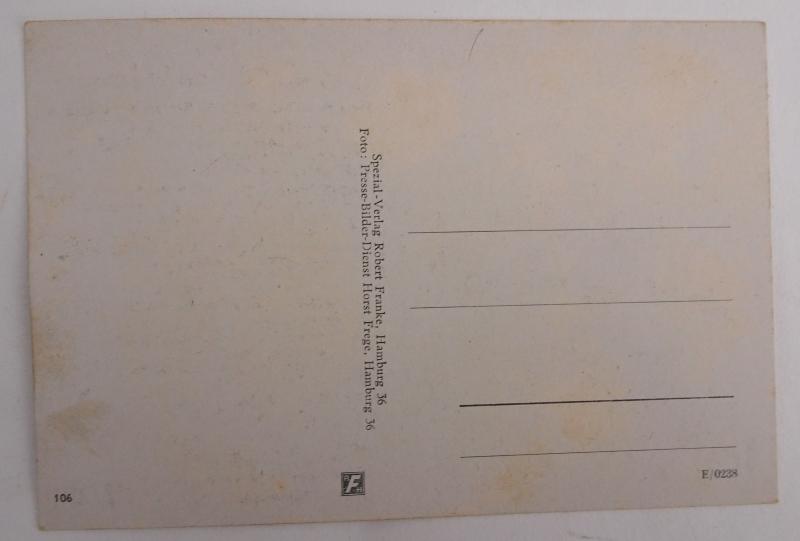 Spezial-Verlag Robert Franke, Hamburg 36
Foto: Presse-Bilder-Dienst Horst Frege, Hamburg 36
106
F
E/0238